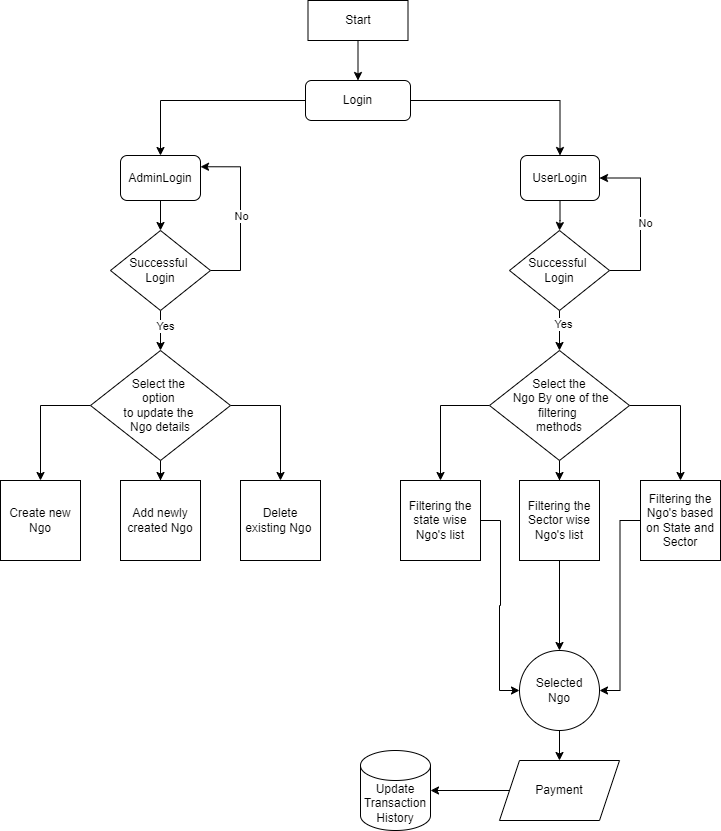 Start
Login
AdminLogin
UserLogin
No
No
Successful
Login
Successful
Login
Yes
Yes
Select the
option
to update the
Ngo details
Select the
Ngo By one of the
filtering
methods
Create new
Ngo
Add newly
created Ngo
Delete
existing Ngo
Filtering the
state wise
Ngo's list
Filtering the
Sector wise
Ngo's list
Filtering the
Ngo's based
on State and
Sector
Selected
Ngo
Update
Transaction
History
Payment